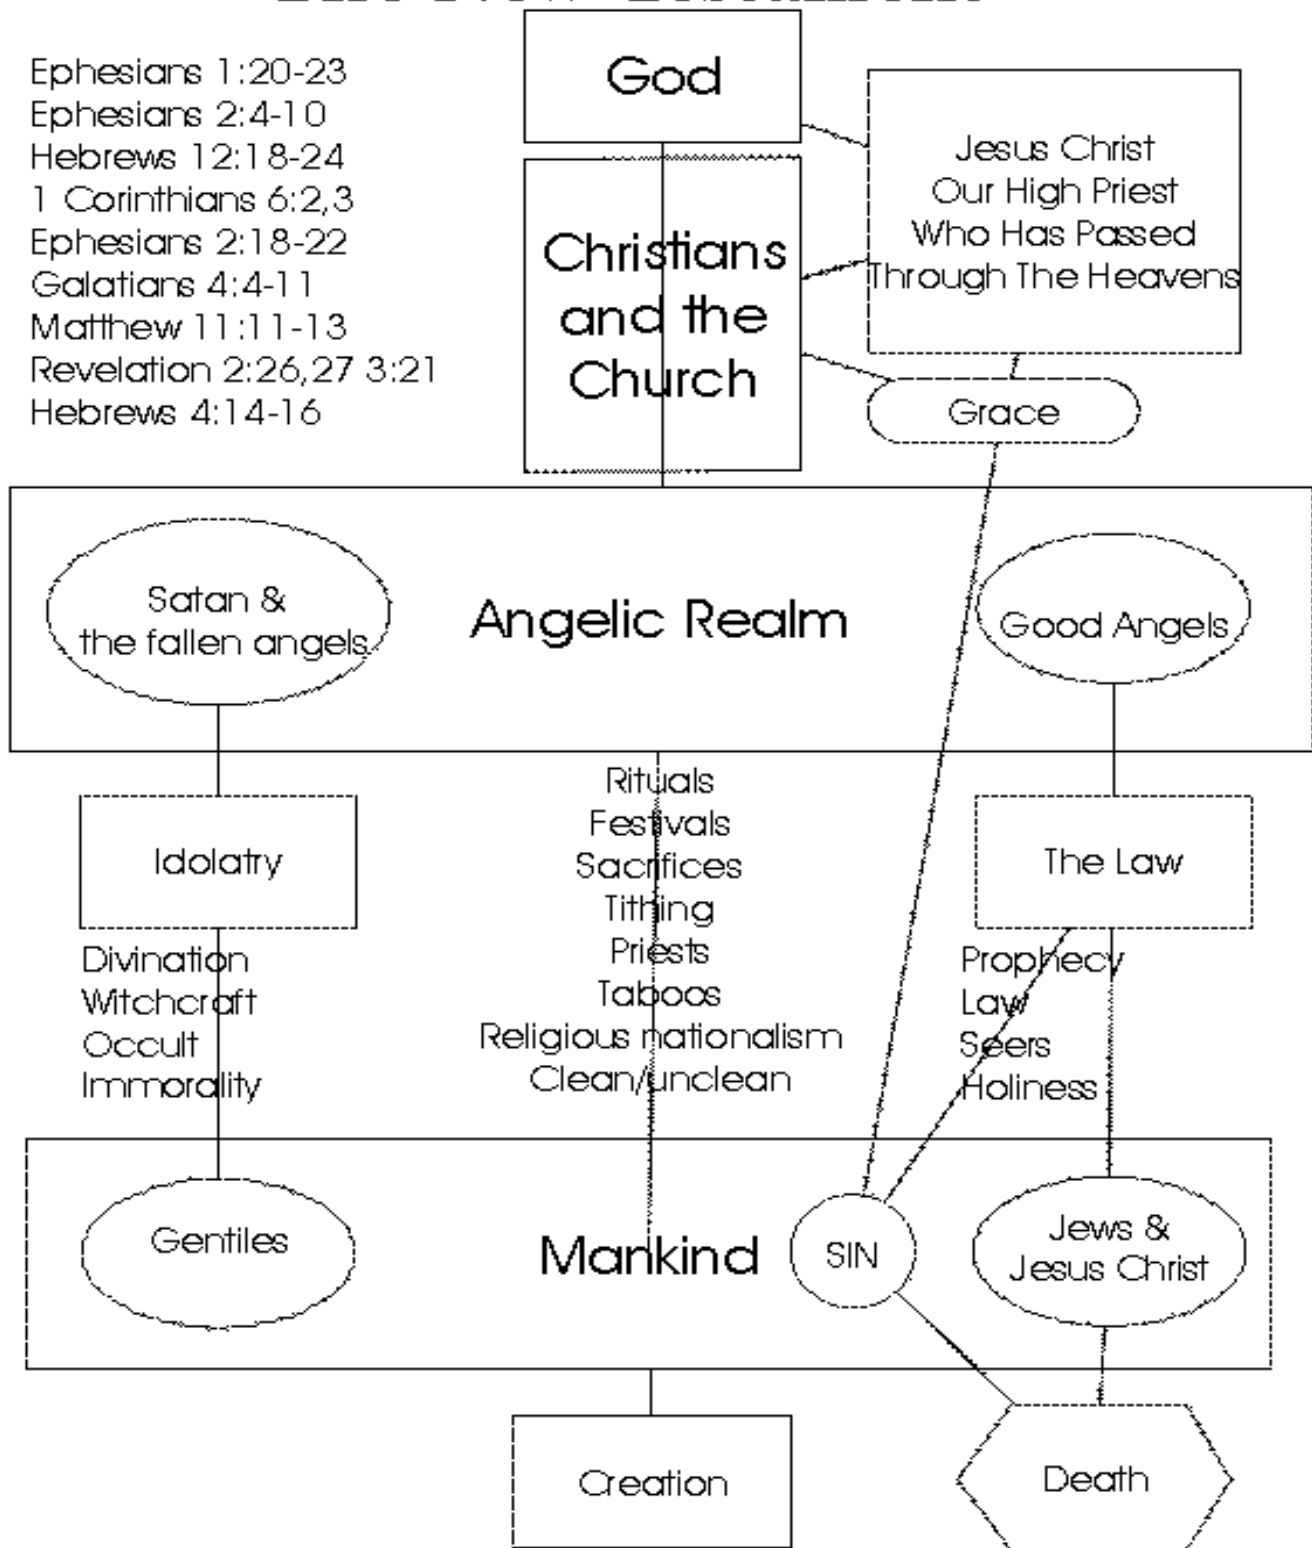 God
Ephesians 1:20-23
Ephesians 2:4-10
Hebrews 12:18-24
1 Corinthians 6:2,3
Ephesians 2:18-22
Galatians 4:4-11
Matthew 11:11-13
Revelation 2:26,27 3:21
Hebrews 4:14-16
Jesus Christ
Our High Priest
Who Has Passed
Through The Heavens
Christians
and the
Church
Grace
Satan &
the fallen angels
Angelic Realm
Good Angels
Idolatry
Rituals
Festivals
Sacrifices
Tithing
Priests
Taboos
Religious nationalism
Clean/unclean
The Law
Divination
Witchcraft
Occult
Immorality
Prophecy
Law
Seers
Holiness
Gentiles
Mankind
SIN
Jews &
Jesus Christ
Creation
Death